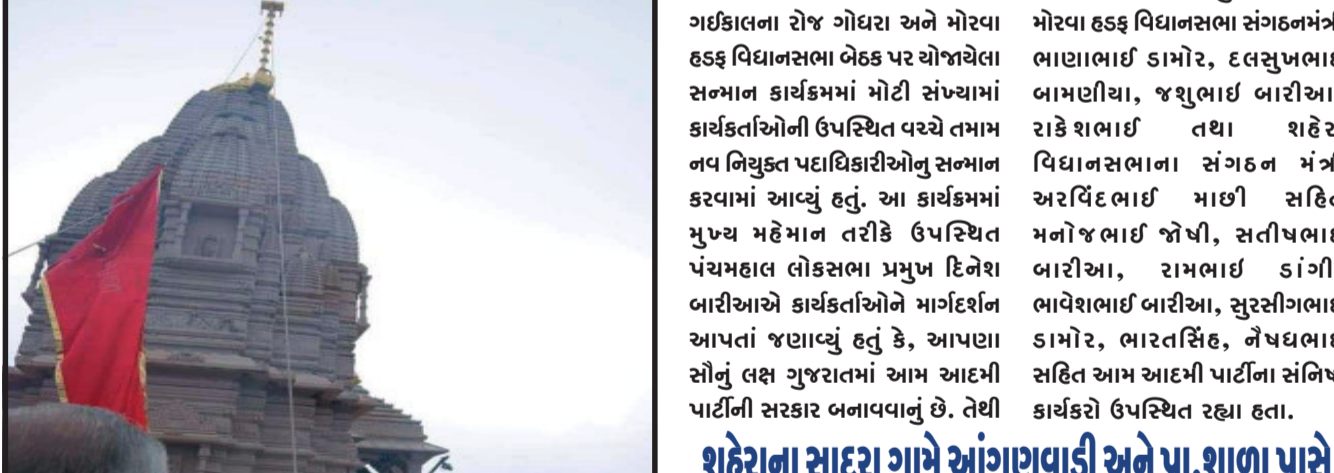 ગઈકાલના રોજ ગોધરા અને મોરવા
હડફ વિધાનસભા બેઠક પર યોજાયેલા
સન્માન કાર્યક્રમમાં મોટી સંખ્યામાં
કાર્યકર્તાઓની ઉપસ્થિત વચ્ચે તમામ
નવ નિયુક્ત પદાધિકારીઓનુ સન્માન
કરવામાં આવ્યું હતું. આ કાર્યક્રમમાં
મુખ્ય મહેમાન તરીકે ઉપસ્થિત
પંચમહાલ લોકસભા પ્રમુખ દિનેશ
બારીઆએ કાર્યકર્તાઓને માર્ગદર્શન
આપતાં જણાવ્યું હતું કે, આપણા
સૌનું લક્ષ ગુજરાતમાં આમ આદમી
પાર્ટીની સરકાર બનાવવાનું છે. તેથી
મોરવા હડફ વિધાનસભા સંગઠનમંત્રી
ભાણાભાઈ ડામોર, દલસુખભાઈ
બામણીયા, જશુભાઇ બારીઆ
રાકેશભાઈ તથા શહેર
વિધાનસભાના સંગઠન મંત્રી
અરવિંદભાઈ માછી સહિત
મનોજભાઈ જોષી, સતીષભાઇ
બારીઆ, રામભાઇ ડાંગી
ભાવેશભાઈ બારીઆ, સુરસીગભાઇ
ડામોર, ભારતસિંહ, નૈષધભાઇ
સહિત આમ આદમી પાર્ટીના સંનિષ્
કાર્યકરો ઉપસ્થિત રહ્યા હતા.
શહેરાના સાદરા ગામે આંગણવાડી અને પ્રા.શાળા પાસે